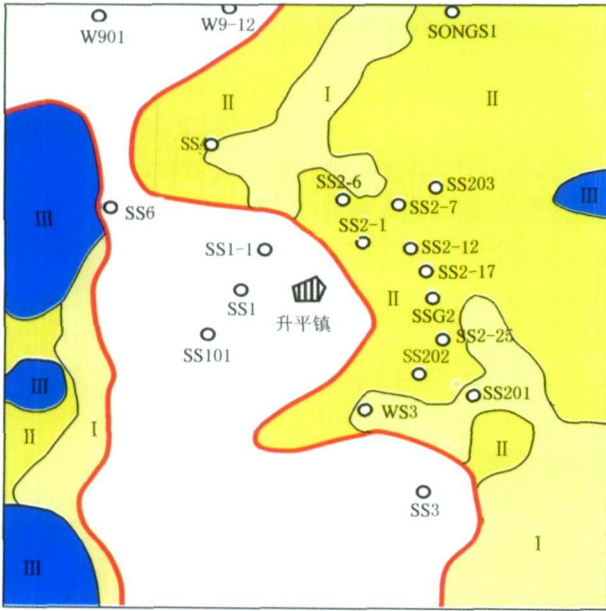 W901
W9-12
SONGS1
I
II
II
SS4
SS2-6
SS203
III
SS2-7
III
SS6
SS2-1
SS1-1
SS2-12
SS2-17
SS1
升平镇
II
SSG2
SS101
SS2-25
SS202
III
SS201
I
WS3
II
II
SS3
I
III